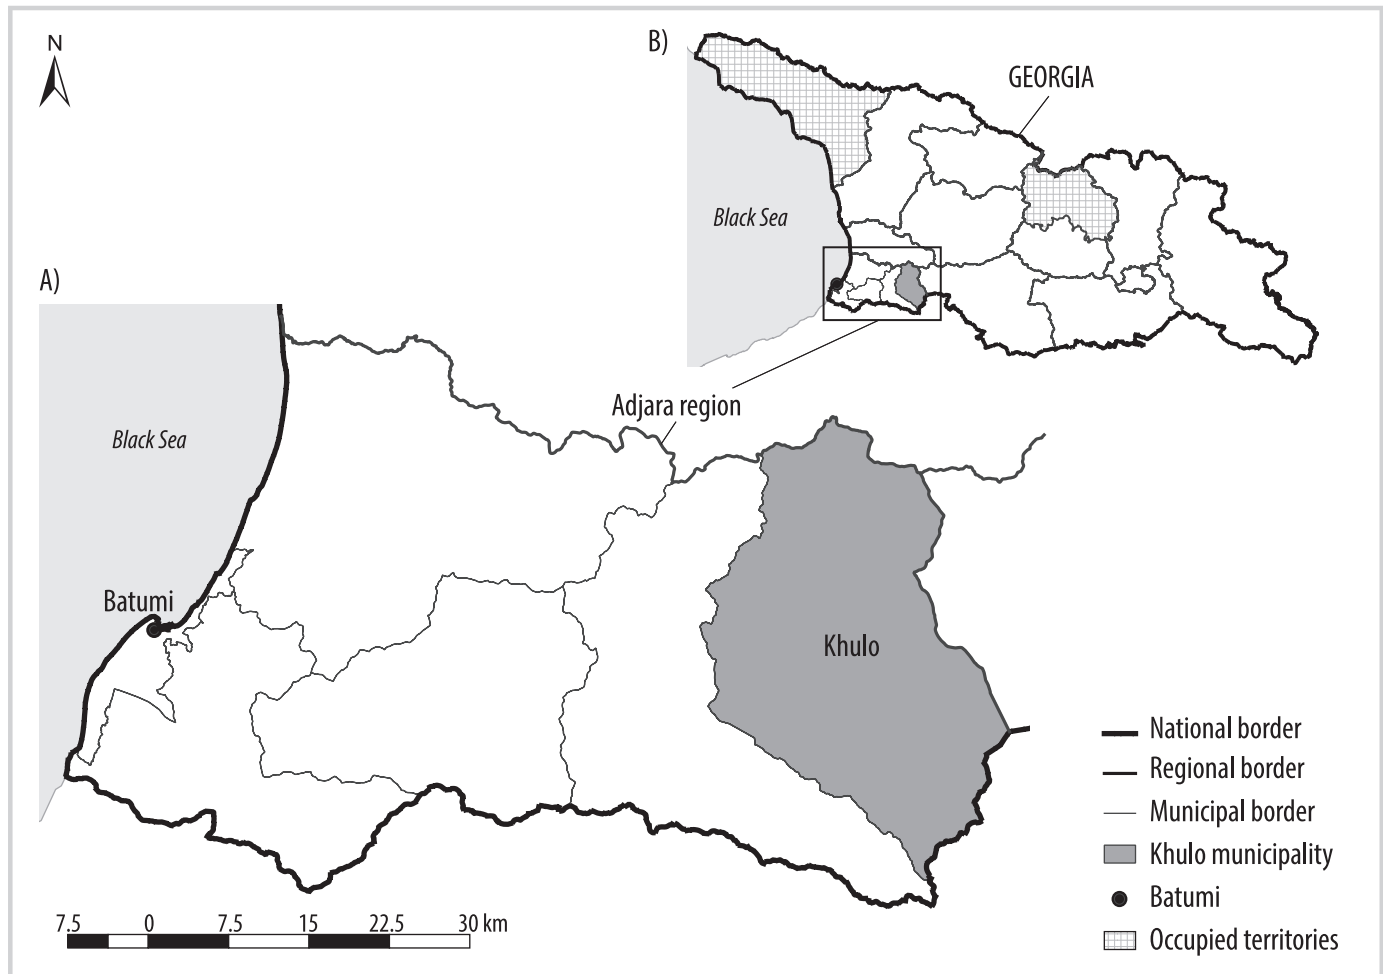 N
B)
GEORGIA
Black Sea
A)
Adjara region
Black Sea
Batumi
Khulo
National border
Regional border
Municipal border
Khulo municipality
Batumi
Occupied territories
7.5 0 7.5 15 22.5 30 km